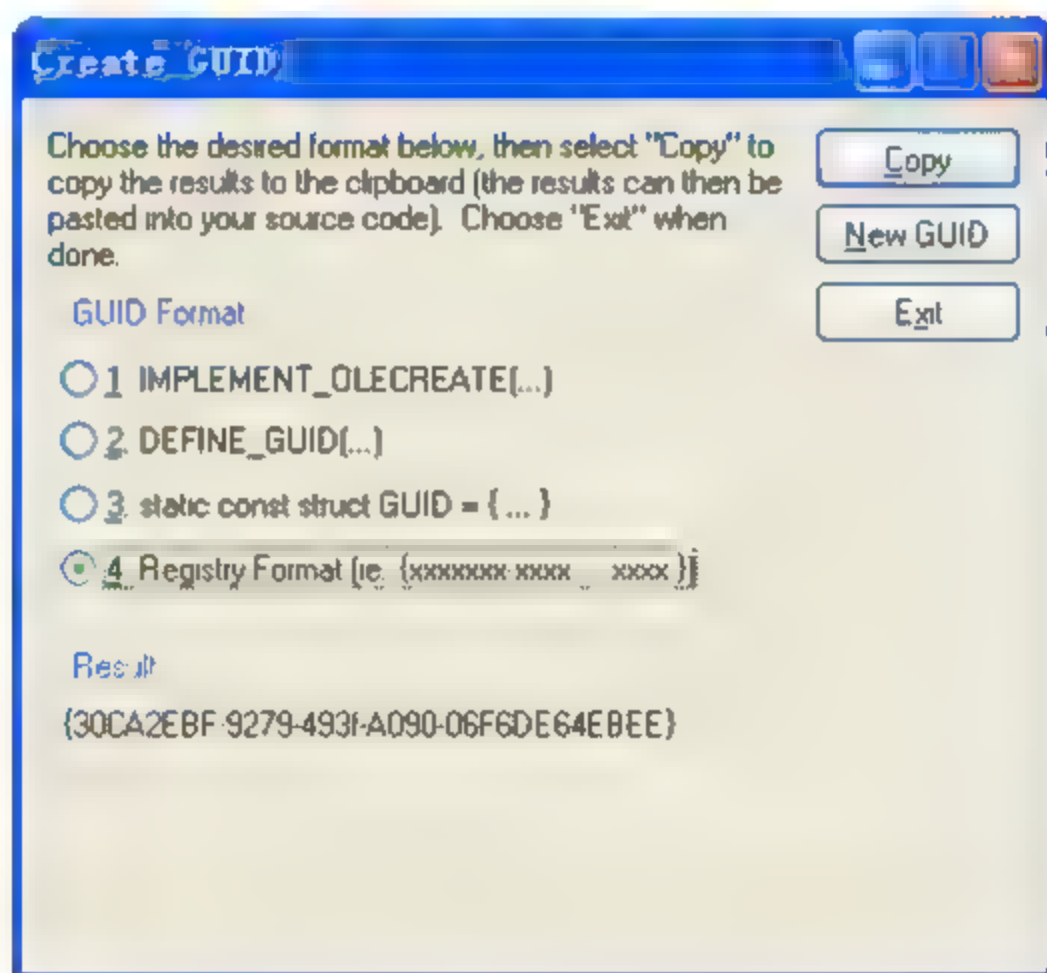 Create GUID
Choose the desired format below, then select "Copy" to
copy the results to the clipboard (the results can then be
pasted into your source code). Choose "Exit" when
done.
Copy
New GUID
Exit
GUID Format
1. IMPLEMENT_OLECREATE(...)
2. DEFINE_GUID(...)
3. static const struct GUID = { ... }
4. Registry Format (ie. {xxxxxxx-xxxx ... xxxx })
Result
{30CA2EBF-9279-493f-A090-06F6DE64EBEE}